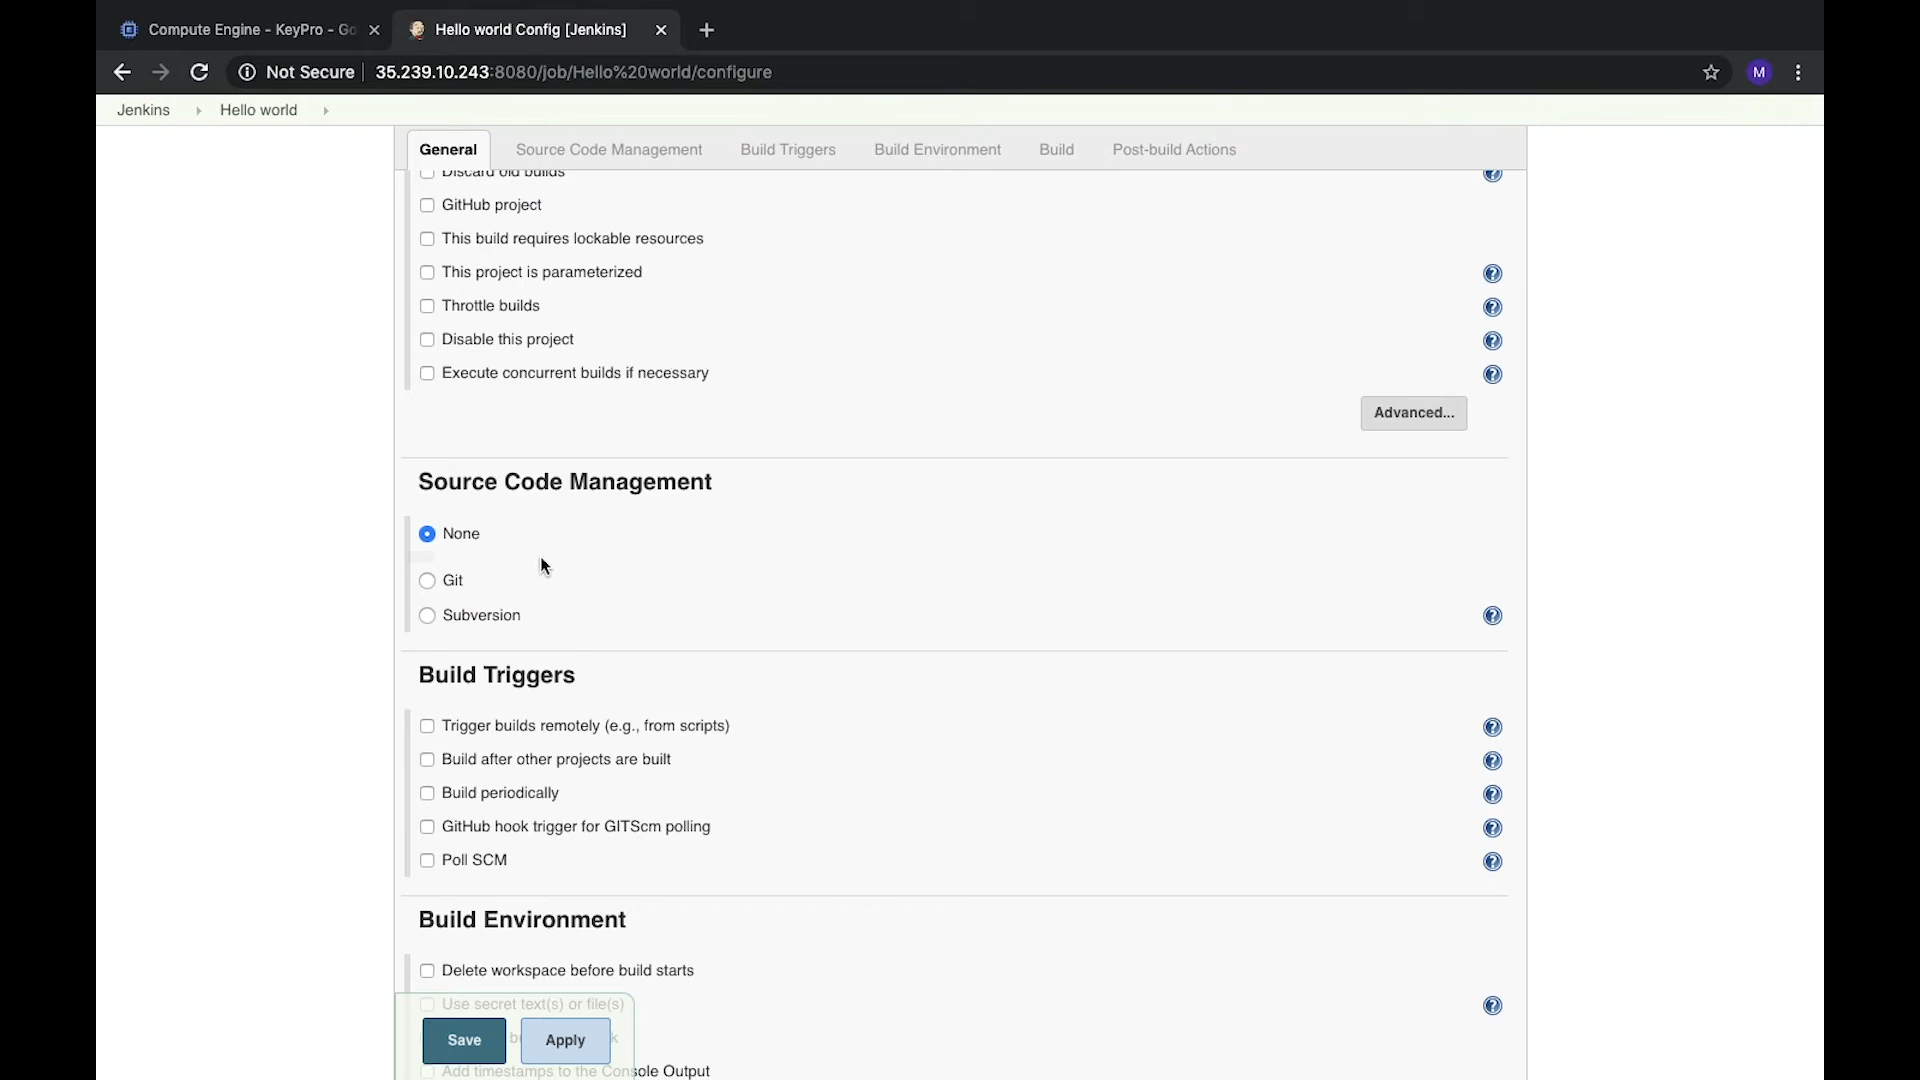 Compute Engine - KeyPro - Go
Hello world Config [Jenkins]
Not Secure
35.239.10.243:8080/job/Hello%20world/configure
M
Jenkins
Hello world
General
Source Code Management
Build Triggers
Build Environment
Build
Post-build Actions
Discard old builds
GitHub project
This build requires lockable resources
This project is parameterized
Throttle builds
Disable this project
Execute concurrent builds if necessary
Advanced...
Source Code Management
None
Git
Subversion
Build Triggers
Trigger builds remotely (e.g., from scripts)
Build after other projects are built
Build periodically
GitHub hook trigger for GITScm polling
Poll SCM
Build Environment
Delete workspace before build starts
Use secret text(s) or file(s)
Save
Apply
Add timestamps to the Console Output